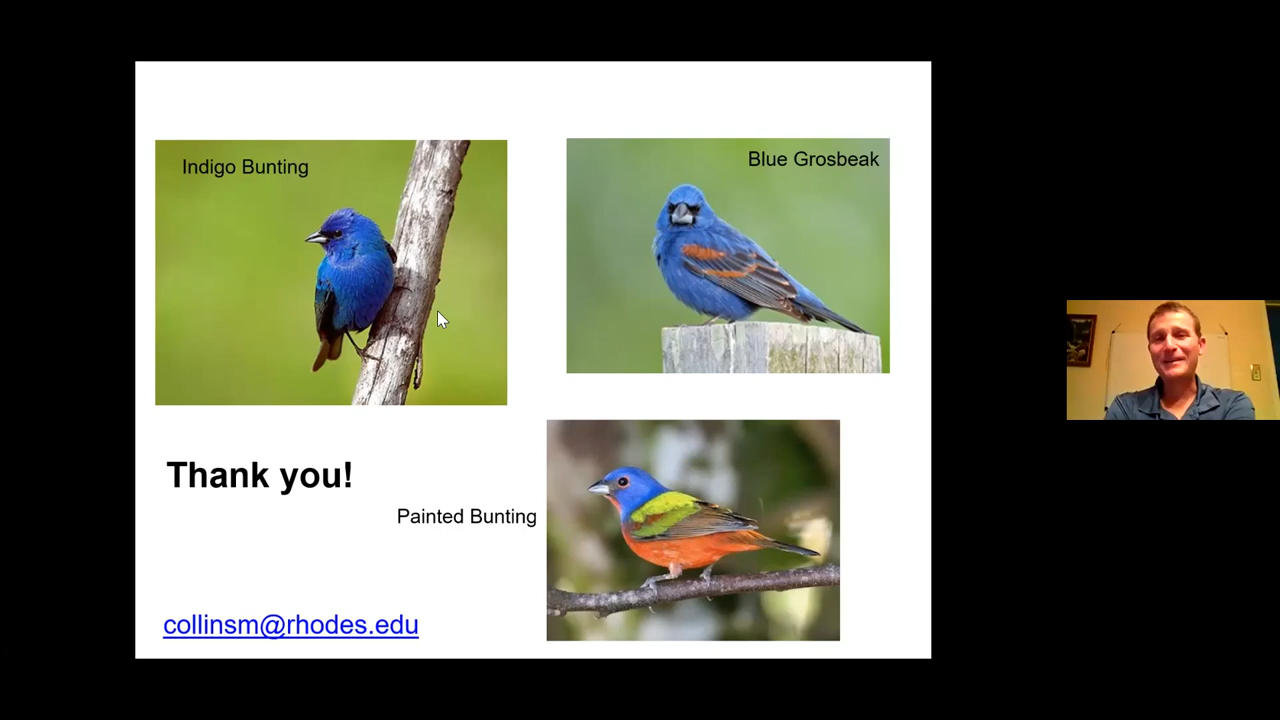 Indigo Bunting
Blue Grosbeak
Thank you!
Painted Bunting
collinsm@rhodes.edu